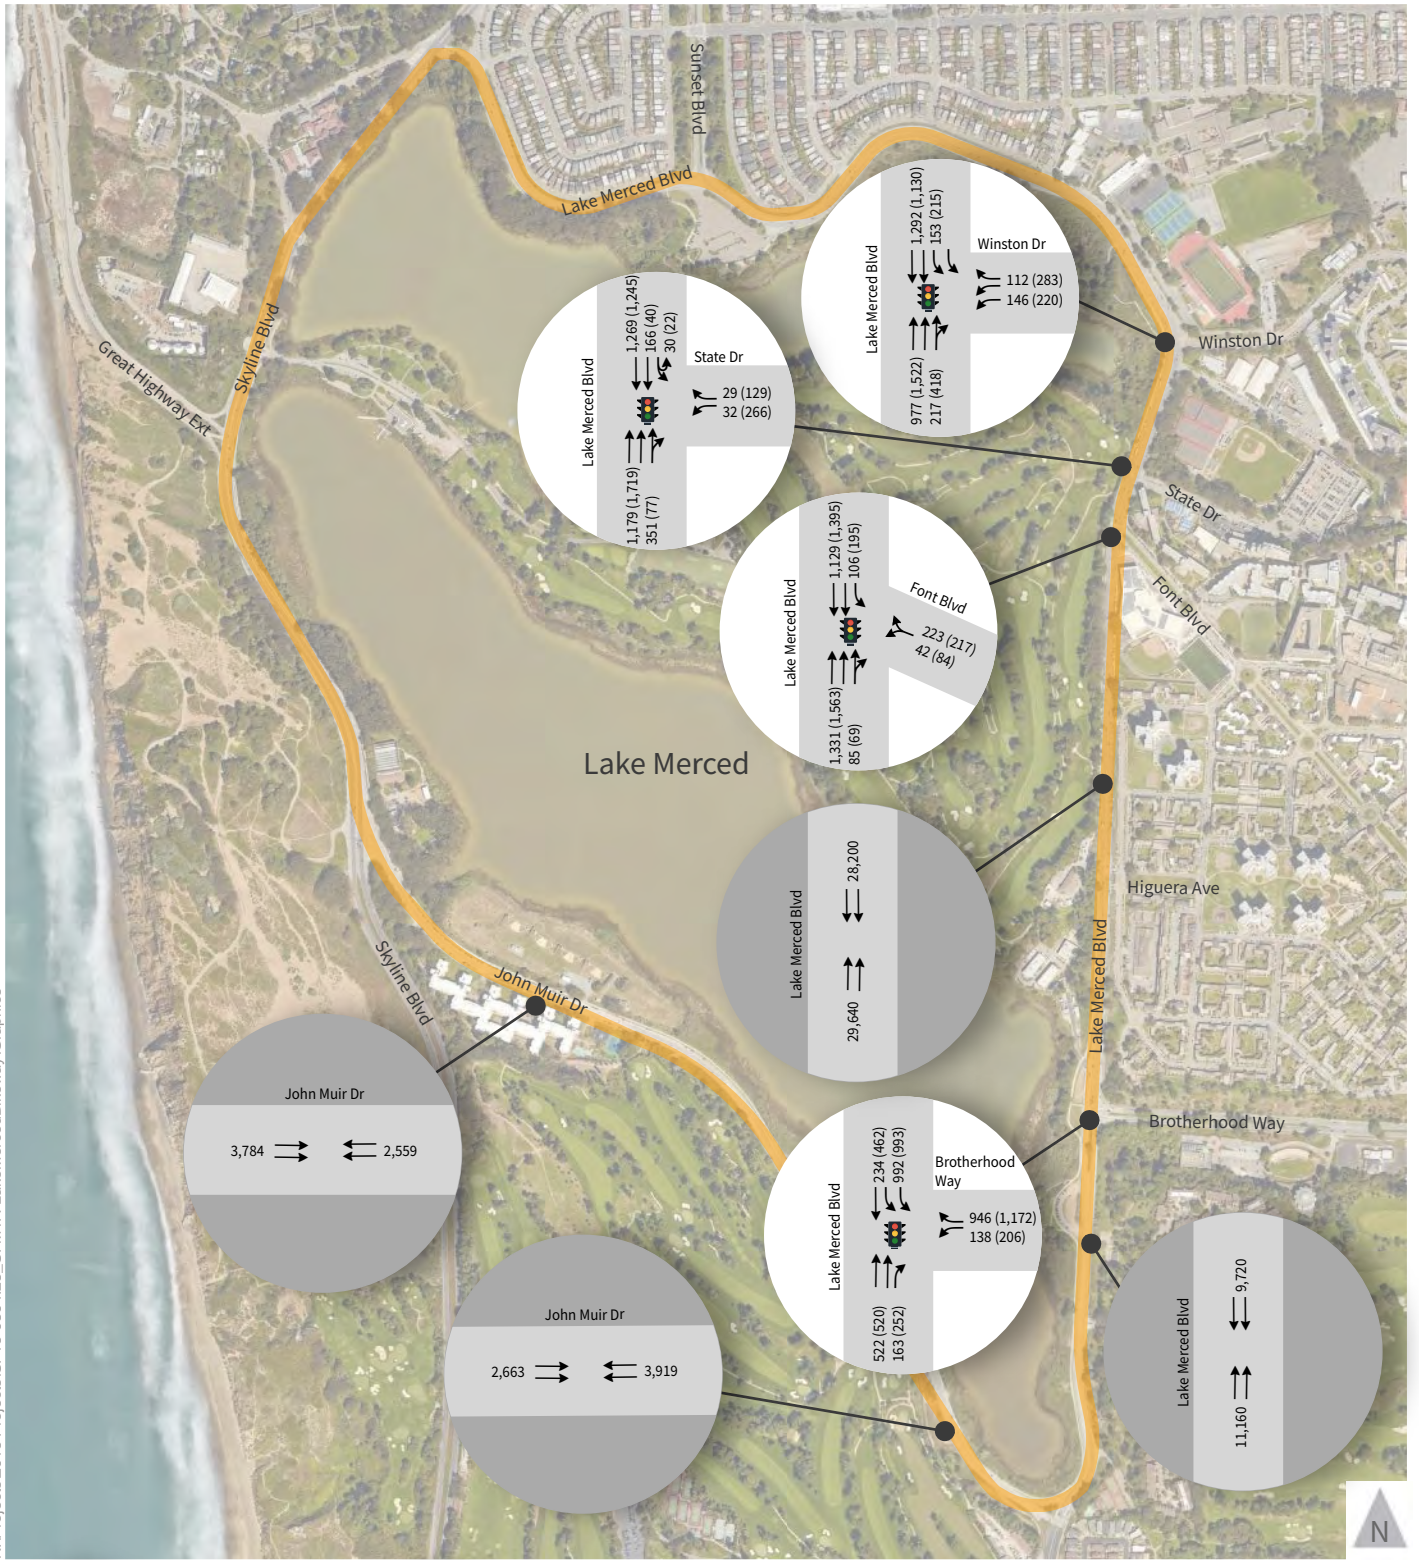 Sunset Blvd
Lake Merced Blvd
Lake Merced Blvd
1,292 (1,130)
153 (215)
Winston Dr
112 (283)
146 (220)
977 (1,522)
217 (418)
Winston Dr
Lake Merced Blvd
1,269 (1,245)
166 (40)
30 (22)
State Dr
29 (129)
32 (266)
1,179 (1,719)
351 (77)
Skyline Blvd
Great Highway Ext
State Dr
Font Blvd
Lake Merced Blvd
1,129 (1,395)
106 (195)
Font Blvd
223 (217)
42 (84)
1,331 (1,563)
85 (69)
Lake Merced
Lake Merced Blvd
28,200
29,640
Higuera Ave
Lake Merced Blvd
Skyline Blvd
John Muir Dr
John Muir Dr
3,784
2,559
Brotherhood Way
Lake Merced Blvd
234 (462)
992 (993)
Brotherhood
Way
946 (1,172)
138 (206)
522 (520)
163 (252)
Lake Merced Blvd
9,720
11,160
John Muir Dr
2,663
3,919
N